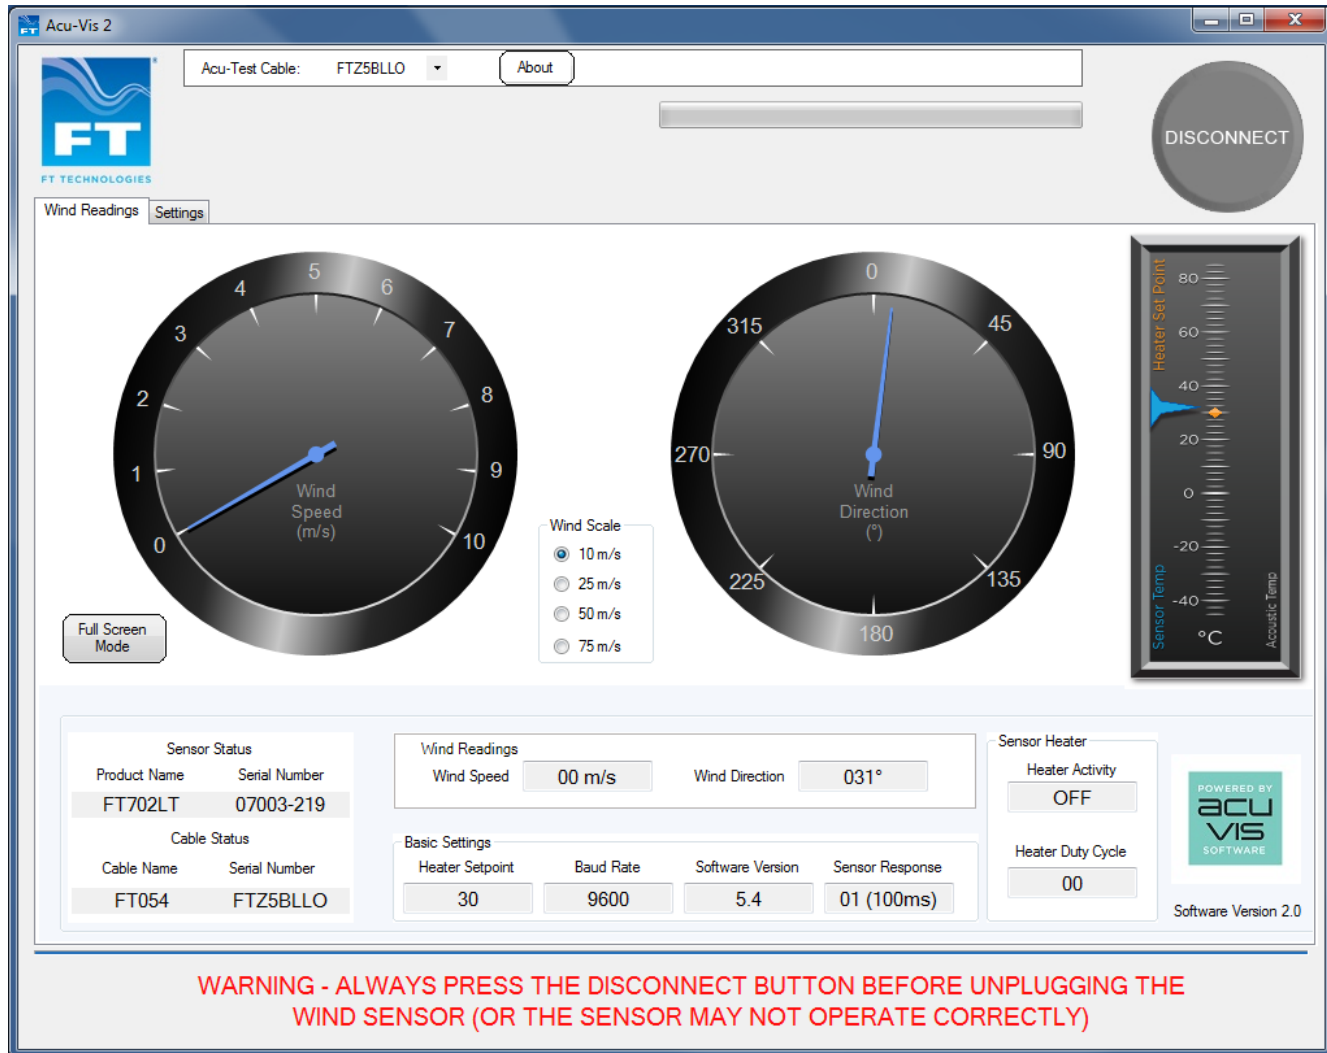 Acu-Vis 2
FT
FT
FT TECHNOLOGIES
Acu-Test Cable: FTZ5BLLO
About
DISCONNECT
Wind Readings
Settings
0
1
2
3
4
5
6
7
8
9
10
Wind
Speed
(m/s)
Full Screen
Mode
Wind Scale
10 m/s
25 m/s
50 m/s
75 m/s
0
45
90
135
180
225
270
315
Wind
Direction
(°)
Heater Set Point
Sensor Temp
80
60
40
20
0
-20
-40
°C
Acoustic Temp
Sensor Status
Product Name Serial Number
FT702LT 07003-219
Cable Status
Cable Name Serial Number
FT054 FTZ5BLLO
Wind Readings
Wind Speed 00 m/s Wind Direction 031°
Basic Settings
Heater Setpoint Baud Rate Software Version Sensor Response
30 9600 5.4 01 (100ms)
Sensor Heater
Heater Activity
OFF
Heater Duty Cycle
00
POWERED BY
acu
vis
SOFTWARE
Software Version 2.0
WARNING - ALWAYS PRESS THE DISCONNECT BUTTON BEFORE UNPLUGGING THE
WIND SENSOR (OR THE SENSOR MAY NOT OPERATE CORRECTLY)